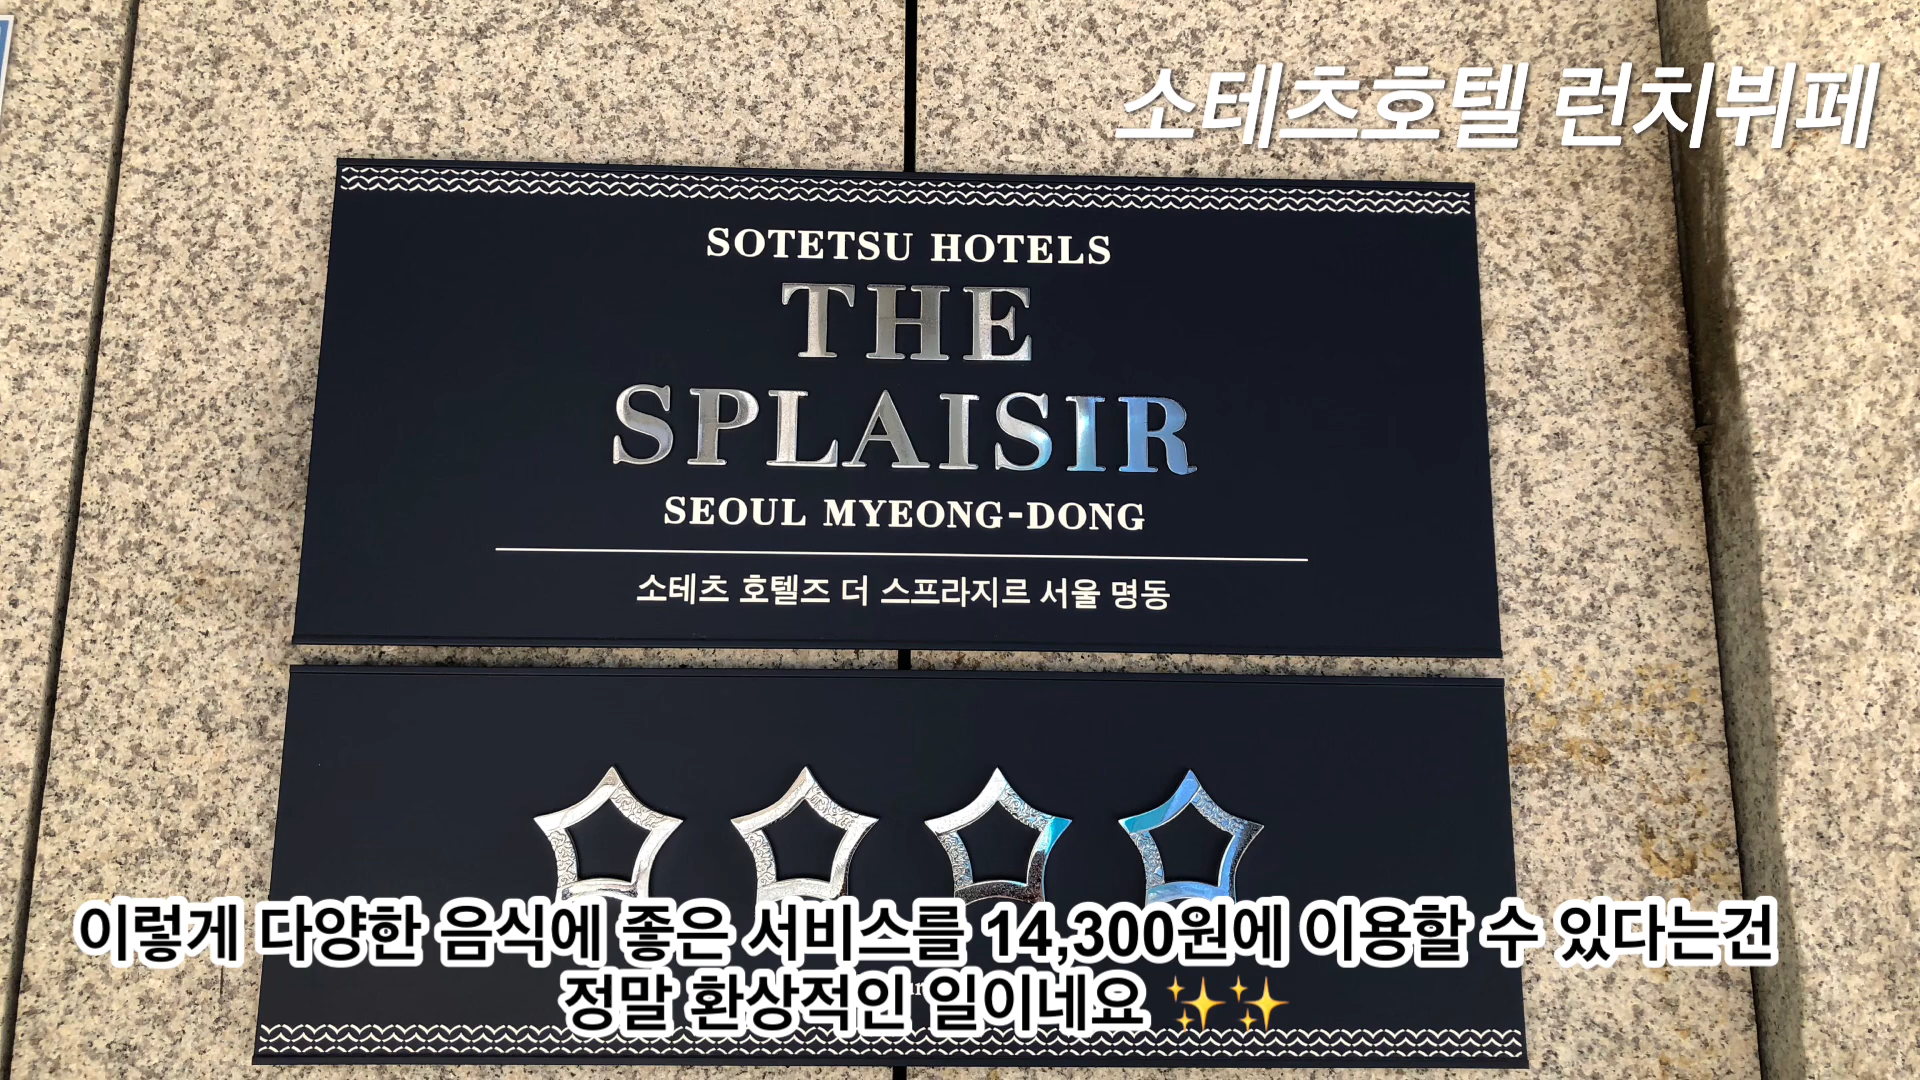 소테츠호텔 런치뷔페
SOTETSU HOTELS
THE
SPLAISIR
SEOUL MYEONG-DONG
소테츠 호텔즈 더 스프라지르 서울 명동
이렇게 다양한 음식에 좋은 서비스를 14,300원에 이용할 수 있다는건
정말 환상적인 일이네요 ✨✨